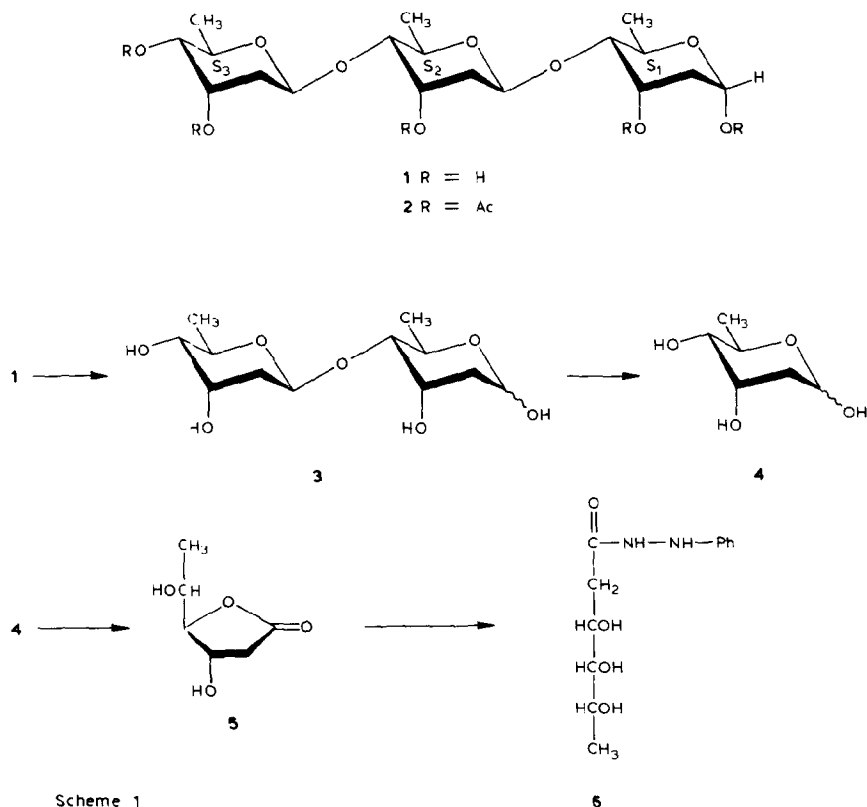 CH₃ CH₃ CH₃
RO S₃ O O S₂ O O S₁ O H
RO RO RO OR
1 R = H
2 R = Ac
CH₃ CH₃
HO O O O
1 HO HO OH
3
CH₃
HO O
HO OH
4
CH₃
HOCH
O O
4 HO
5
O
C—NH—NH—Ph
CH₂
HCOH
HCOH
HCOH
CH₃
Scheme 1 6